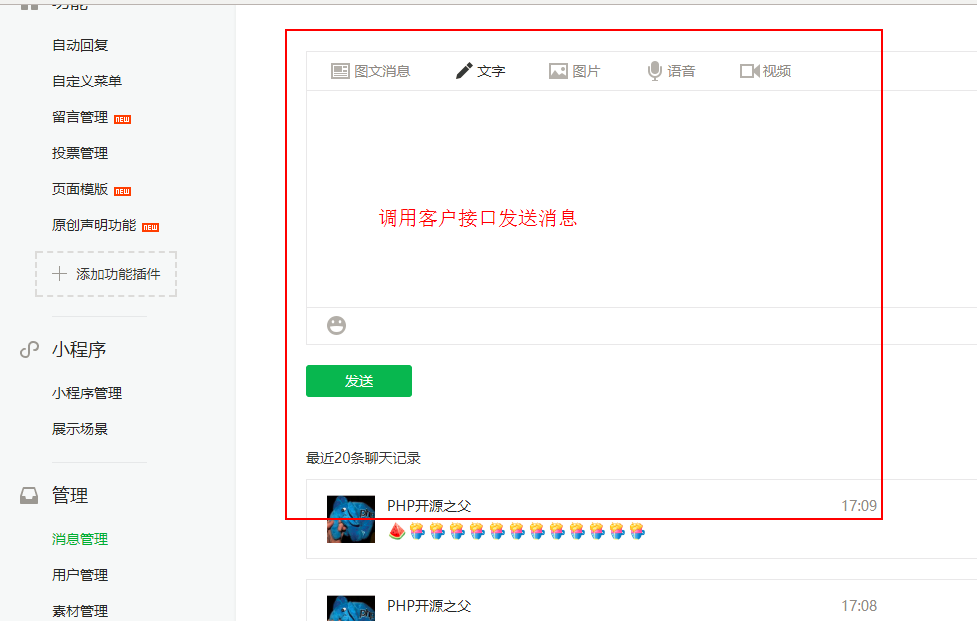 功能
自动回复
自定义菜单
留言管理 NEW
投票管理
页面模版 NEW
原创声明功能 NEW
添加功能插件
小程序
小程序管理
展示场景
管理
消息管理
用户管理
素材管理
图文消息 文字 图片 语音 视频
调用客户接口发送消息
发送
最近20条聊天记录
PHP开源之父 17:09
PHP开源之父 17:08